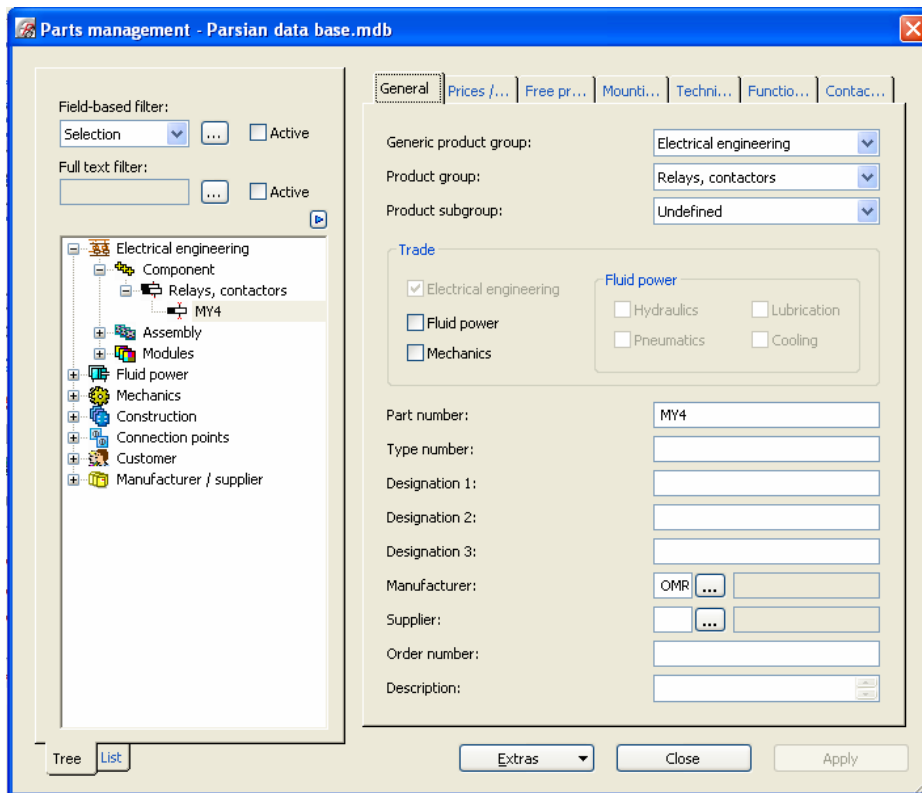 Parts management - Parsian data base.mdb
Field-based filter:
Selection
...
Active
Full text filter:
...
Active
Electrical engineering
Component
Relays, contactors
MY4
Assembly
Modules
Fluid power
Mechanics
Construction
Connection points
Customer
Manufacturer / supplier
Tree
List
General
Prices /...
Free pr...
Mounti...
Techni...
Functio...
Contac...
Generic product group:
Electrical engineering
Product group:
Relays, contactors
Product subgroup:
Undefined
Trade
Electrical engineering
Fluid power
Mechanics
Fluid power
Hydraulics
Lubrication
Pneumatics
Cooling
Part number:
MY4
Type number:
Designation 1:
Designation 2:
Designation 3:
Manufacturer:
OMR
...
Supplier:
...
Order number:
Description:
Extras
Close
Apply